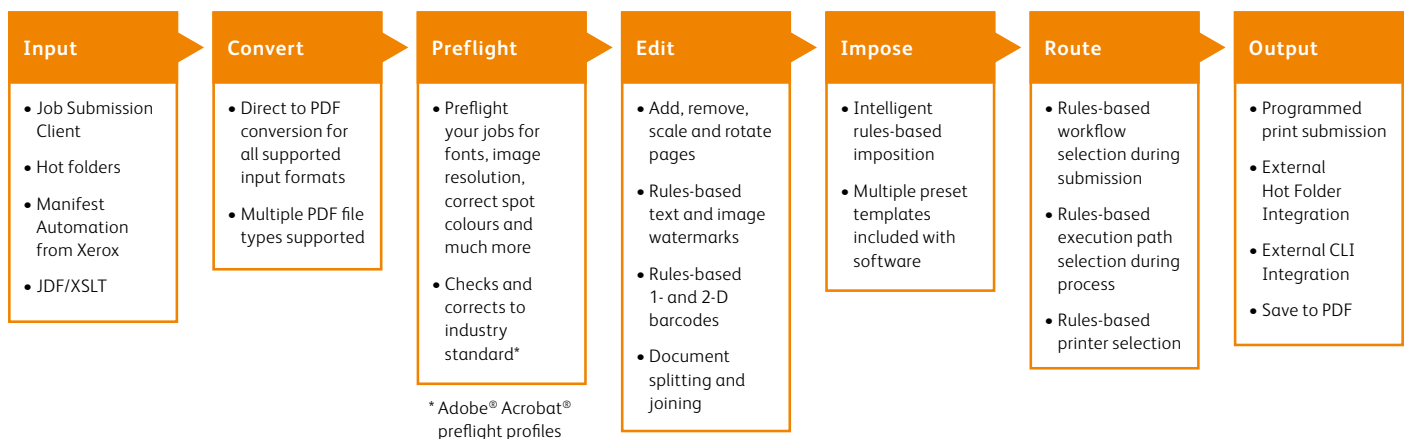 Input
• Job Submission
Client
• Hot folders
• Manifest
Automation
from Xerox
• JDF/XSLT
Convert
• Direct to PDF
conversion for
all supported
input formats
• Multiple PDF file
types supported
Preflight
• Preflight
your jobs for
fonts, image
resolution,
correct spot
colours and
much more
• Checks and
corrects to
industry
standard*
* Adobe® Acrobat®
preflight profiles
Edit
• Add, remove,
scale and rotate
pages
• Rules-based
text and image
watermarks
• Rules-based
1- and 2-D
barcodes
• Document
splitting and
joining
Impose
• Intelligent
rules-based
imposition
• Multiple preset
templates
included with
software
Route
• Rules-based
workflow
selection during
submission
• Rules-based
execution path
selection during
process
• Rules-based
printer selection
Output
• Programmed
print submission
• External
Hot Folder
Integration
• External CLI
Integration
• Save to PDF